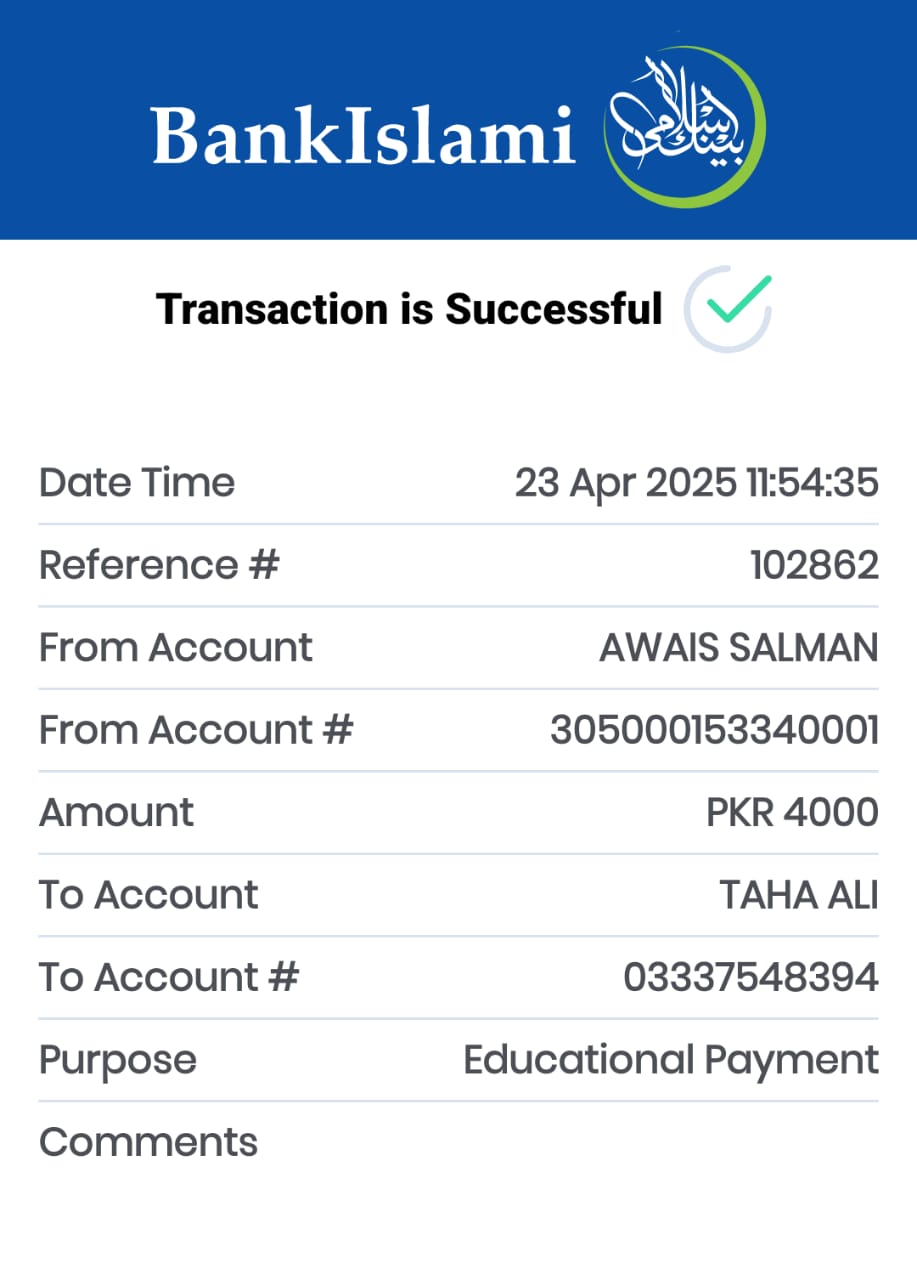 BankIslami
بینک اسلامی
Transaction is Successful
Date Time 23 Apr 2025 11:54:35
Reference # 102862
From Account AWAIS SALMAN
From Account # 305000153340001
Amount PKR 4000
To Account TAHA ALI
To Account # 03337548394
Purpose Educational Payment
Comments